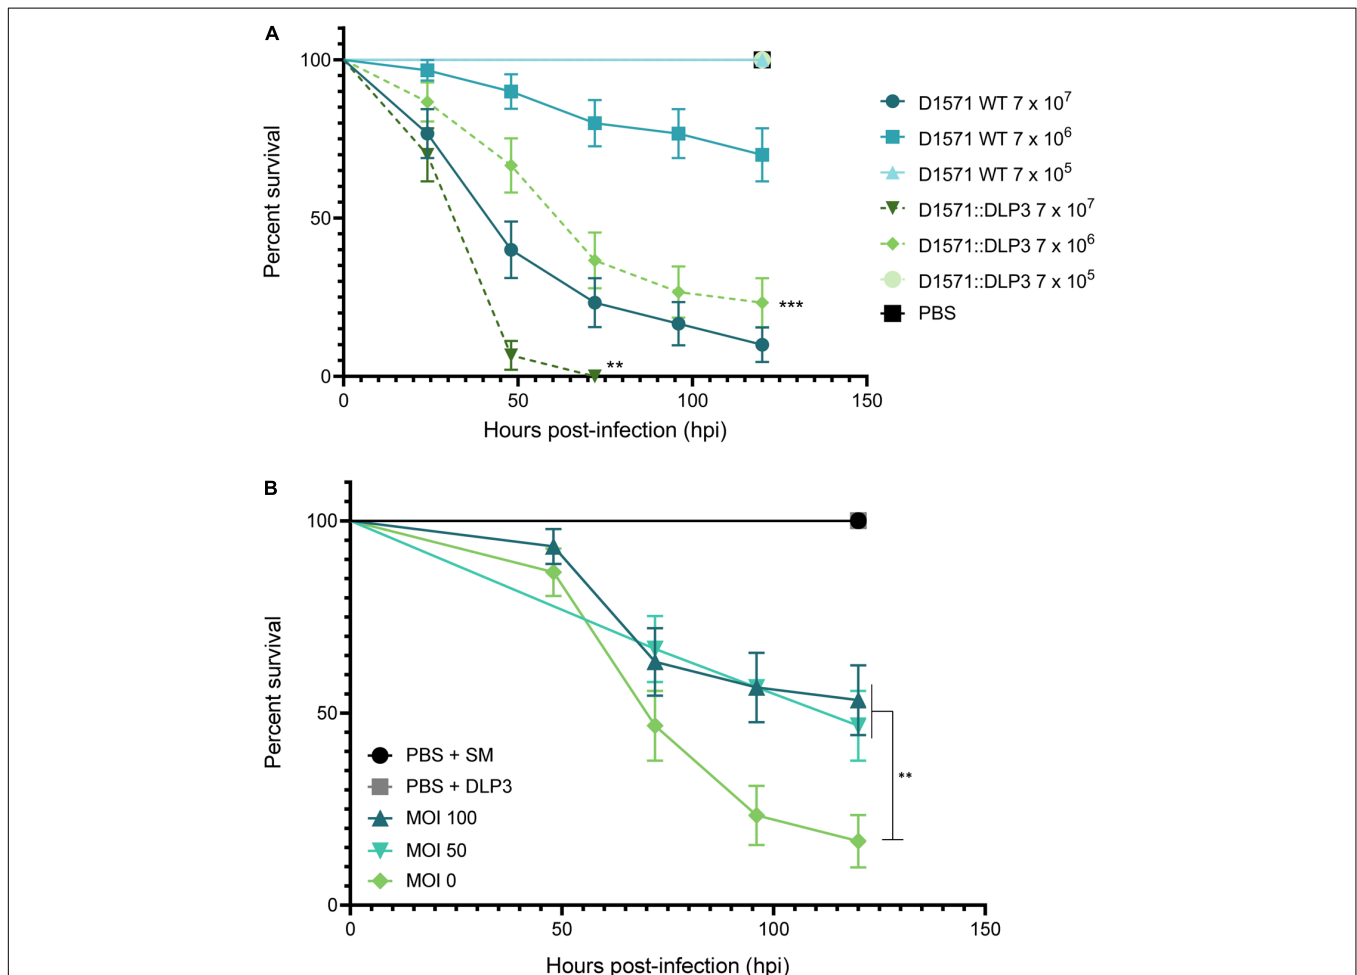 A
100
50
0
Percent survival
0 50 100 150
Hours post-infection (hpi)
***
**
D1571 WT 7 x 10^7
D1571 WT 7 x 10^6
D1571 WT 7 x 10^5
D1571::DLP3 7 x 10^7
D1571::DLP3 7 x 10^6
D1571::DLP3 7 x 10^5
PBS
B
100
50
0
Percent survival
PBS + SM
PBS + DLP3
MOI 100
MOI 50
MOI 0
**
0 50 100 150
Hours post-infection (hpi)